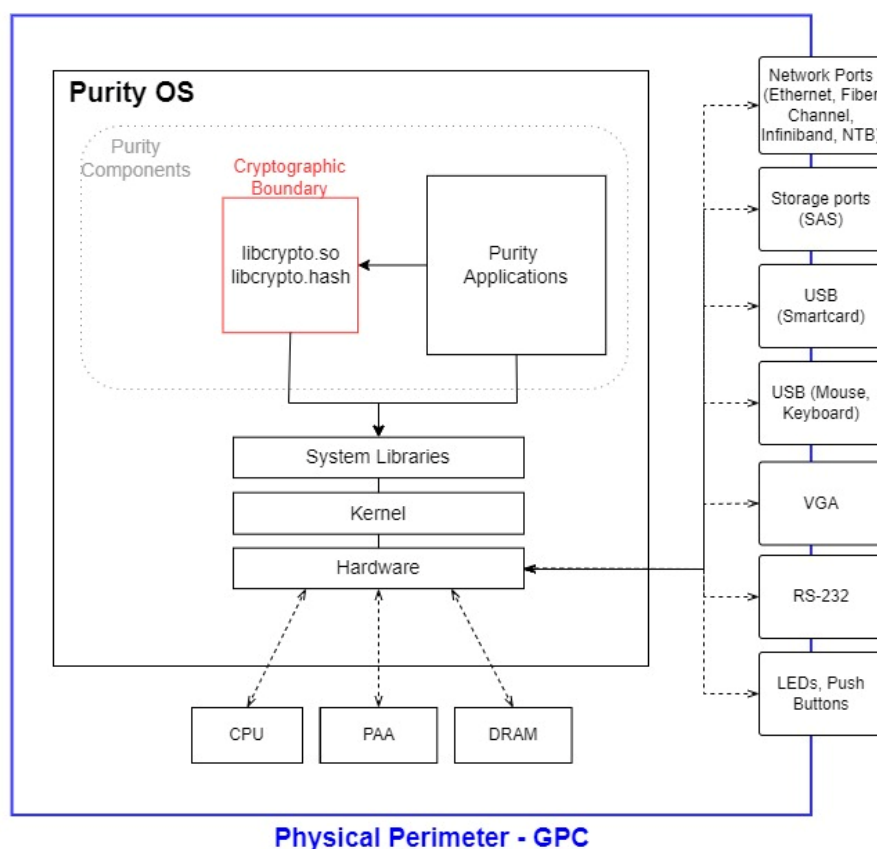 Purity OS
Purity
Components
Cryptographic
Boundary
libcrypto.so
libcrypto.hash
Purity
Applications
System Libraries
Kernel
Hardware
CPU
PAA
DRAM
Network Ports
(Ethernet, Fiber
Channel,
Infiniband, NTB)
Storage ports
(SAS)
USB
(Smartcard)
USB (Mouse,
Keyboard)
VGA
RS-232
LEDs, Push
Buttons
Physical Perimeter - GPC